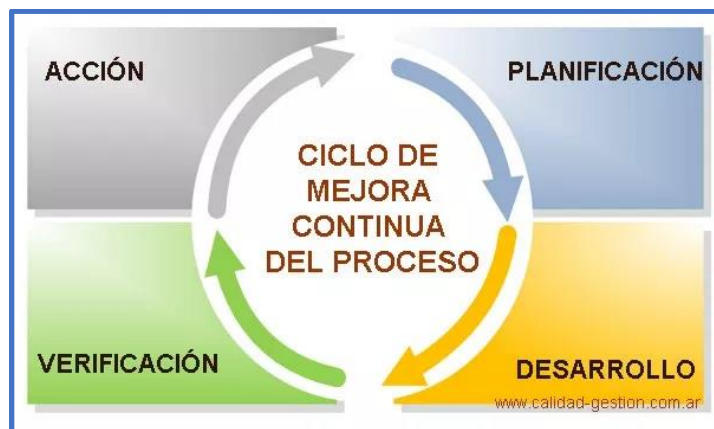 ACCIÓN
PLANIFICACIÓN
CICLO DE
MEJORA
CONTINUA
DEL PROCESO
VERIFICACIÓN
DESARROLLO
www.calidad-gestion.com.ar